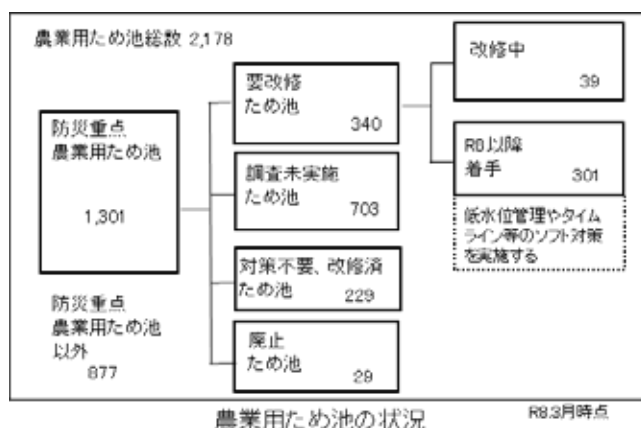 農業用ため池総数 2,178
防災重点
農業用ため池
1,301
防災重点
農業用ため池
以外
877
要改修
ため池
340
調査未実施
ため池
703
対策不要、改修済
ため池
229
廃止
ため池
29
改修中
39
R8以降
着手
301
低水位管理やタイム
ライン等のソフト対策
を実施する
農業用ため池の状況
R8.3月時点